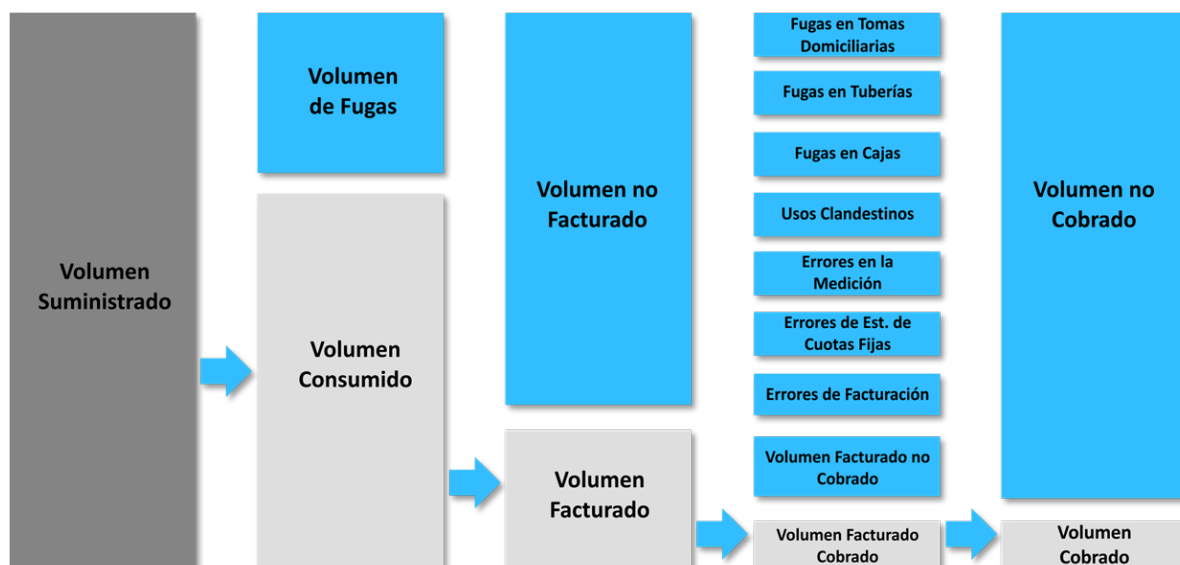 Volumen
Suministrado
Volumen
de Fugas
Volumen
Consumido
Volumen no
Facturado
Volumen
Facturado
Fugas en Tomas
Domiciliarias
Fugas en Tuberías
Fugas en Cajas
Usos Clandestinos
Errores en la
Medición
Errores de Est. de
Cuotas Fijas
Errores de Facturación
Volumen Facturado no
Cobrado
Volumen Facturado
Cobrado
Volumen no
Cobrado
Volumen
Cobrado